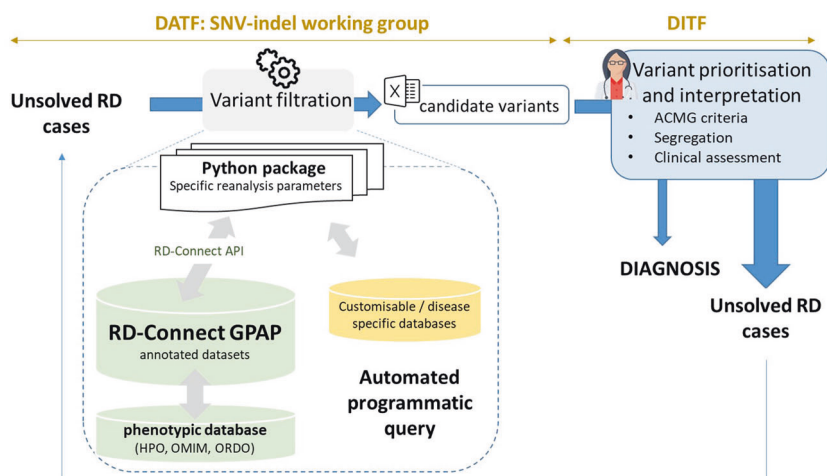 DATF: SNV-indel working group
DITF
Unsolved RD
cases
Variant filtration
X
candidate variants
Variant prioritisation
and interpretation
• ACMG criteria
• Segregation
• Clinical assessment
Python package
Specific reanalysis parameters
RD-Connect API
RD-Connect GPAP
annotated datasets
Customisable / disease
specific databases
phenotypic database
(HPO, OMIM, ORDO)
Automated
programmatic
query
DIAGNOSIS
Unsolved RD
cases